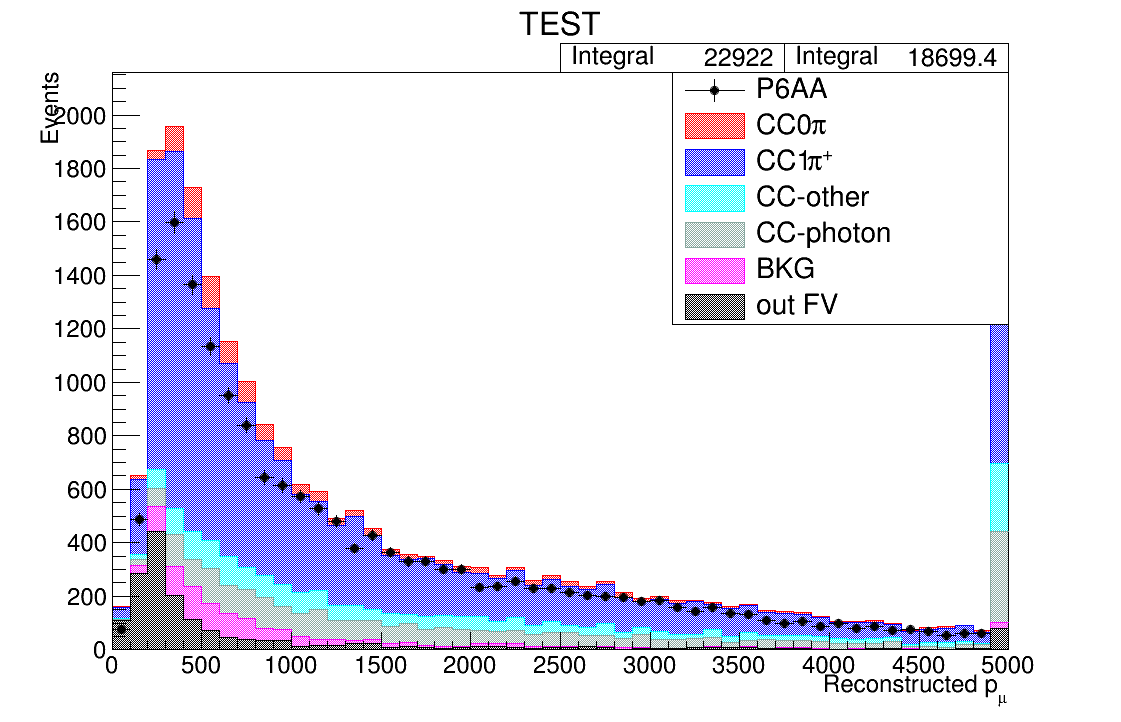 TEST
Integral 22922 Integral 18699.4
Events
P6AA
CC0π
CC1π⁺
CC-other
CC-photon
BKG
out FV
2000
1800
1600
1400
1200
1000
800
600
400
200
0
0 500 1000 1500 2000 2500 3000 3500 4000 4500 5000
Reconstructed pμ